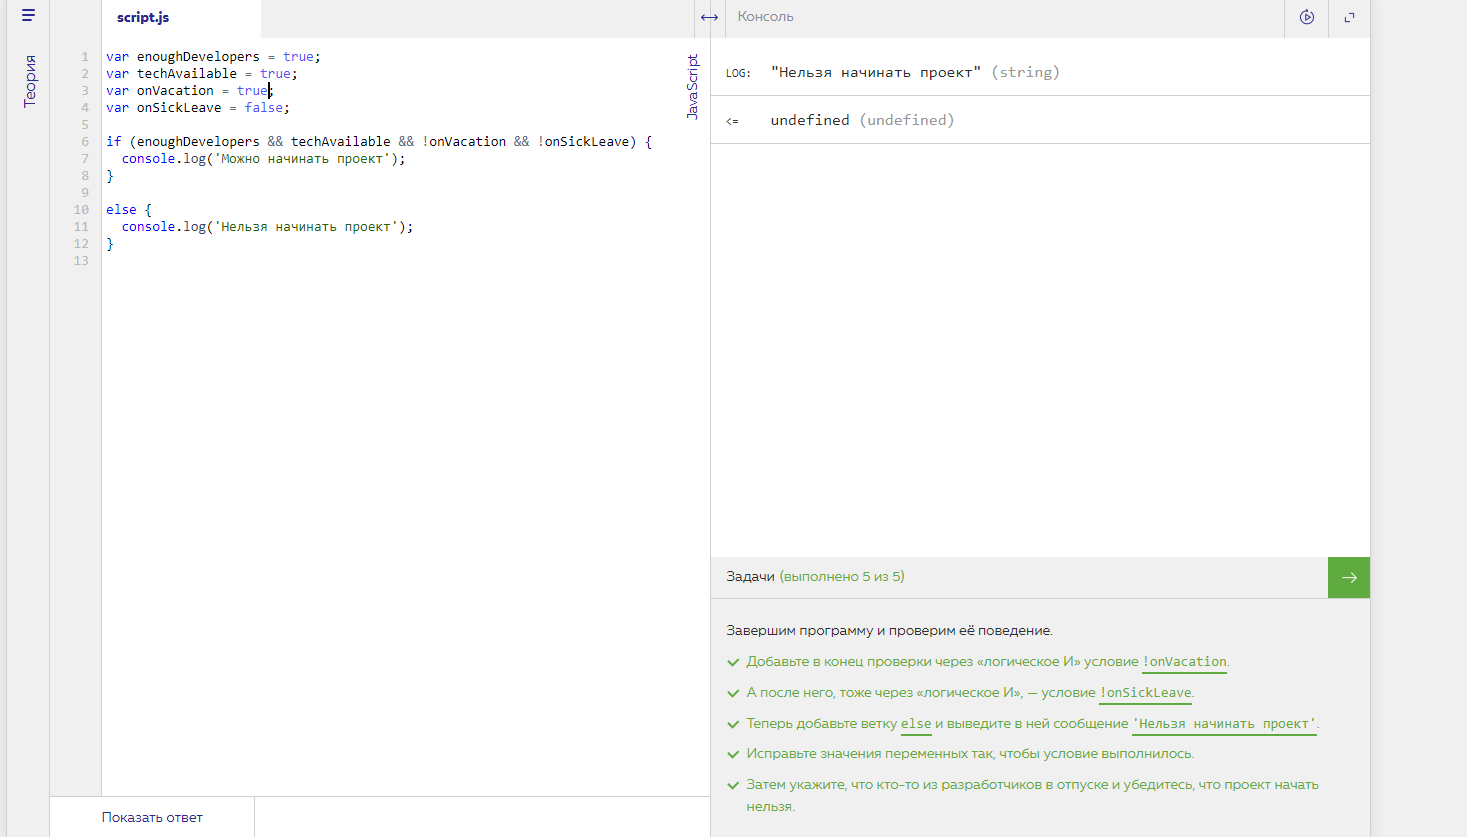 script.js
Теория
1 var enoughDevelopers = true;
2 var techAvailable = true;
3 var onVacation = true;
4 var onSickLeave = false;
5
6 if (enoughDevelopers && techAvailable && !onVacation && !onSickLeave) {
7   console.log('Можно начинать проект');
8 }
9
10 else {
11   console.log('Нельзя начинать проект');
12 }
13
JavaScript
Показать ответ
Консоль
LOG: "Нельзя начинать проект" (string)
<= undefined (undefined)
Задачи (выполнено 5 из 5)
Завершим программу и проверим её поведение.
Добавьте в конец проверки через «логическое И» условие !onVacation.
А после него, тоже через «логическое И», — условие !onSickLeave.
Теперь добавьте ветку else и выведите в ней сообщение 'Нельзя начинать проект'.
Исправьте значения переменных так, чтобы условие выполнилось.
Затем укажите, что кто-то из разработчиков в отпуске и убедитесь, что проект начать
нельзя.